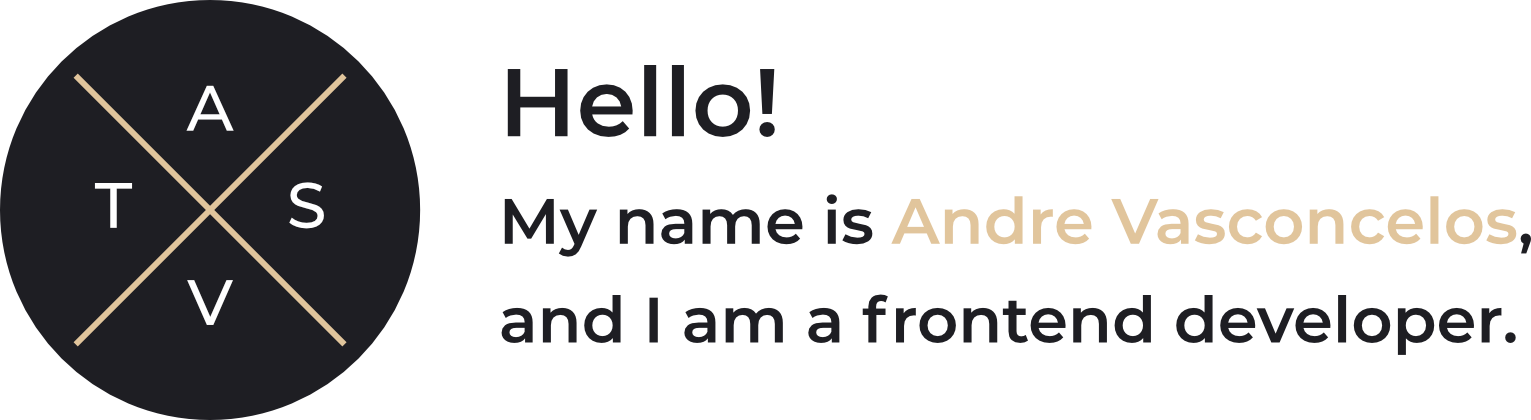 A
T S
V
Hello!
My name is Andre Vasconcelos,
and I am a frontend developer.